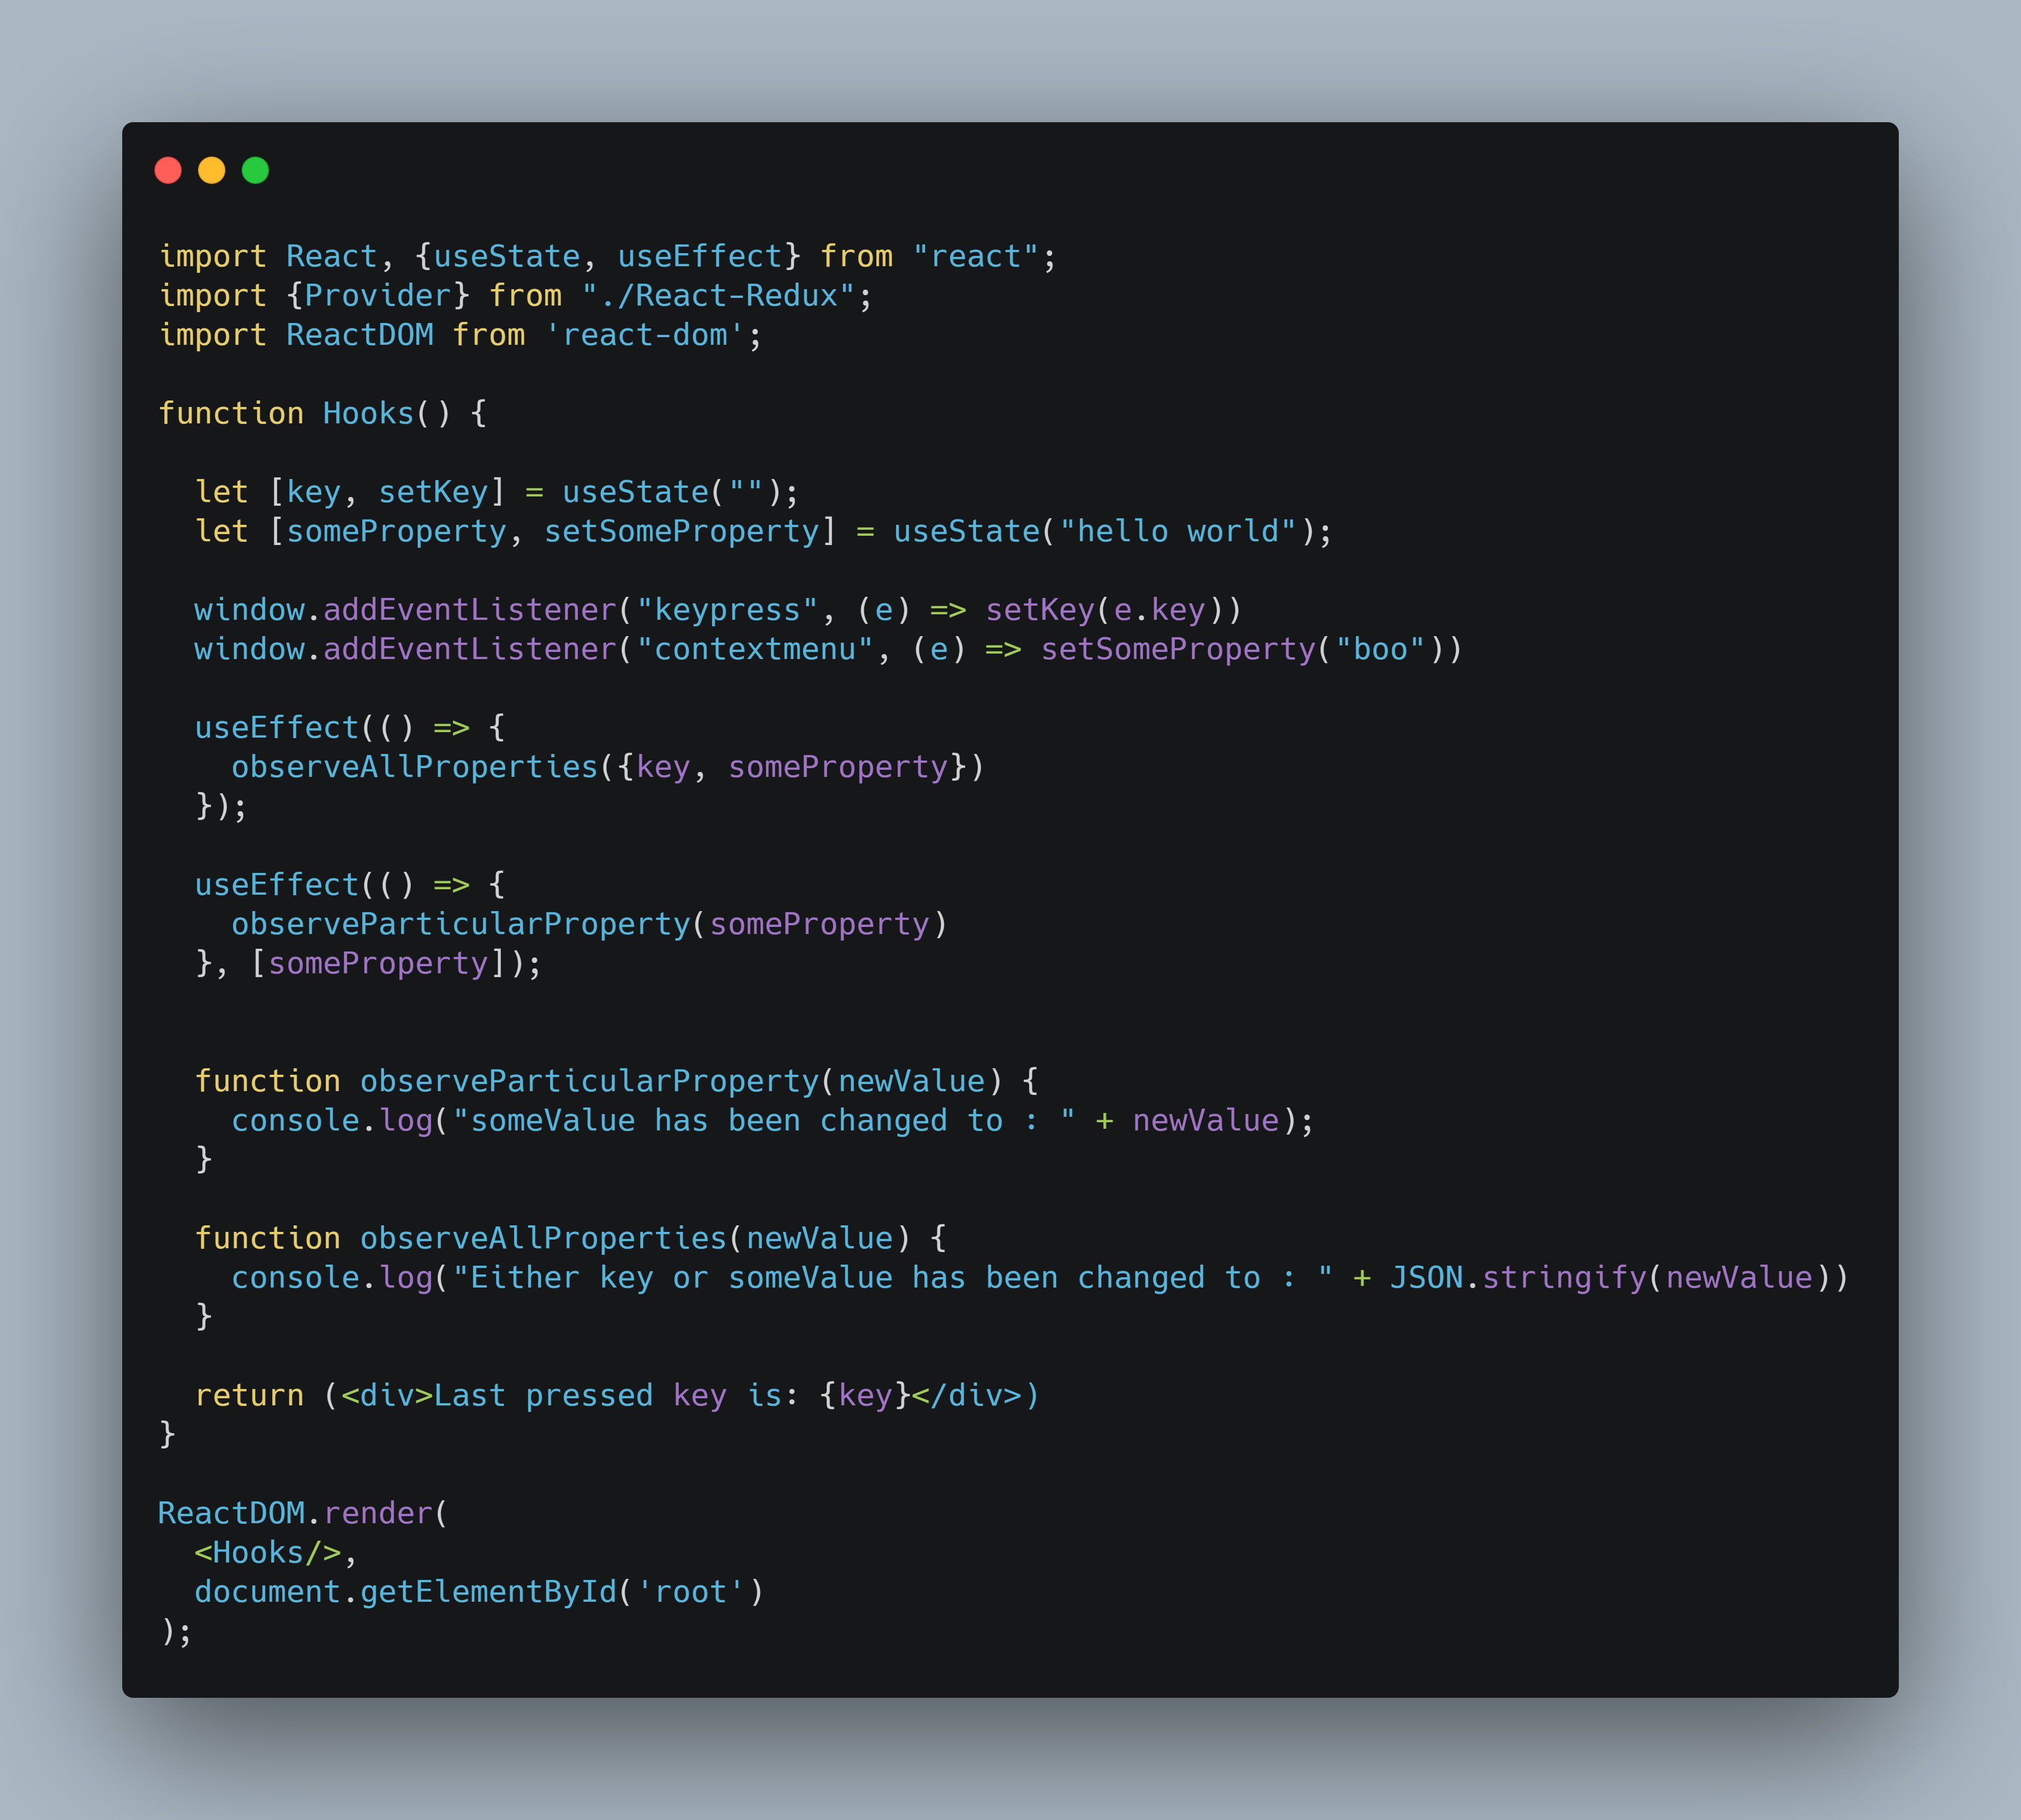 import React, {useState, useEffect} from "react";
import {Provider} from "./React-Redux";
import ReactDOM from 'react-dom';

function Hooks() {

  let [key, setKey] = useState("");
  let [someProperty, setSomeProperty] = useState("hello world");

  window.addEventListener("keypress", (e) => setKey(e.key))
  window.addEventListener("contextmenu", (e) => setSomeProperty("boo"))

  useEffect(() => {
    observeAllProperties({key, someProperty})
  });

  useEffect(() => {
    observeParticularProperty(someProperty)
  }, [someProperty]);


  function observeParticularProperty(newValue) {
    console.log("someValue has been changed to : " + newValue);
  }

  function observeAllProperties(newValue) {
    console.log("Either key or someValue has been changed to : " + JSON.stringify(newValue))
  }

  return (<div>Last pressed key is: {key}</div>)
}

ReactDOM.render(
  <Hooks/>,
  document.getElementById('root')
);